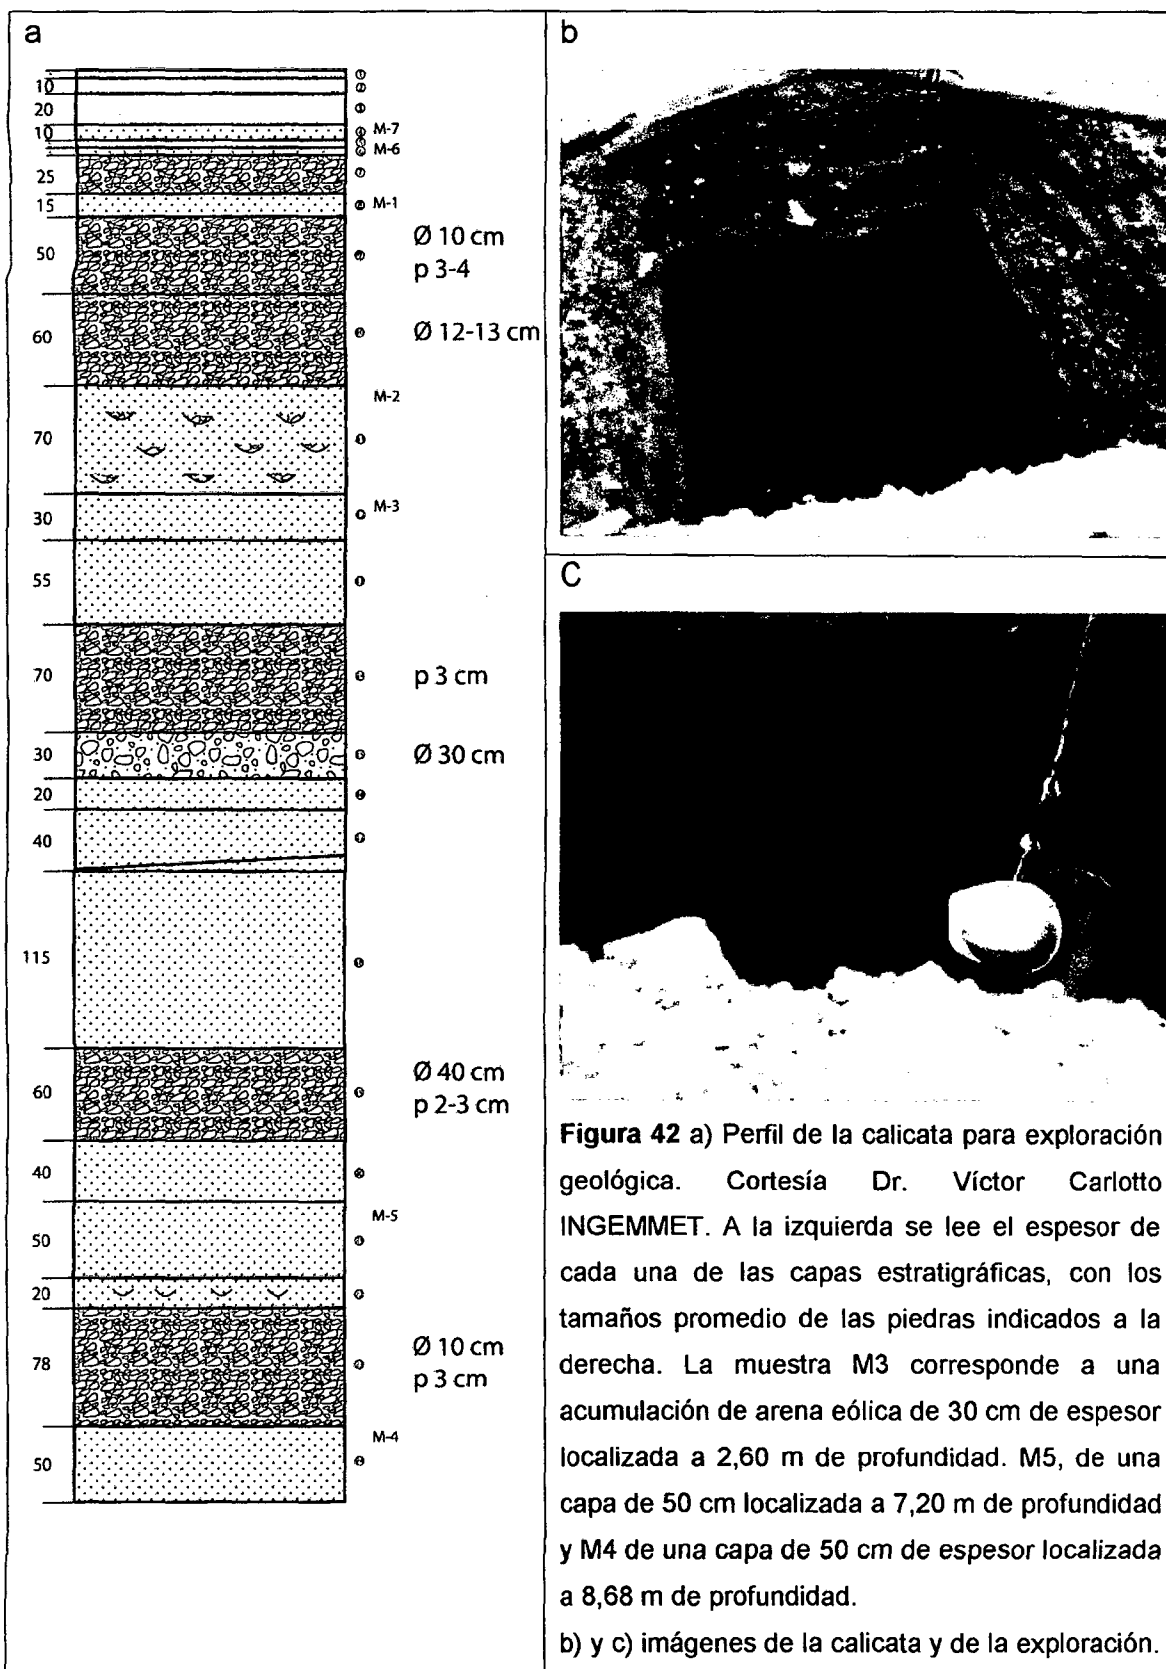 a
10
20
10
M-7
M-6
25
15
M-1
50
Ø 10 cm
p 3-4
60
Ø 12-13 cm
M-2
70
30
M-3
55
70
p 3 cm
30
Ø 30 cm
20
40
115
60
Ø 40 cm
p 2-3 cm
40
M-5
50
20
78
Ø 10 cm
p 3 cm
M-4
50
b
C
Figura 42 a) Perfil de la calicata para exploración
geológica. Cortesía Dr. Víctor Carlotto
INGEMMET. A la izquierda se lee el espesor de
cada una de las capas estratigráficas, con los
tamaños promedio de las piedras indicados a la
derecha. La muestra M3 corresponde a una
acumulación de arena eólica de 30 cm de espesor
localizada a 2,60 m de profundidad. M5, de una
capa de 50 cm localizada a 7,20 m de profundidad
y M4 de una capa de 50 cm de espesor localizada
a 8,68 m de profundidad.
b) y c) imágenes de la calicata y de la exploración.